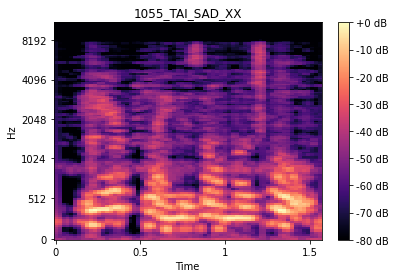 1055_TAI_SAD_XX
+0 dB
8192
-10 dB
4096
-20 dB
-30 dB
2048
Hz
-40 dB
1024
-50 dB
512
-60 dB
-70 dB
0
-80 dB
0 0.5 1 1.5
Time